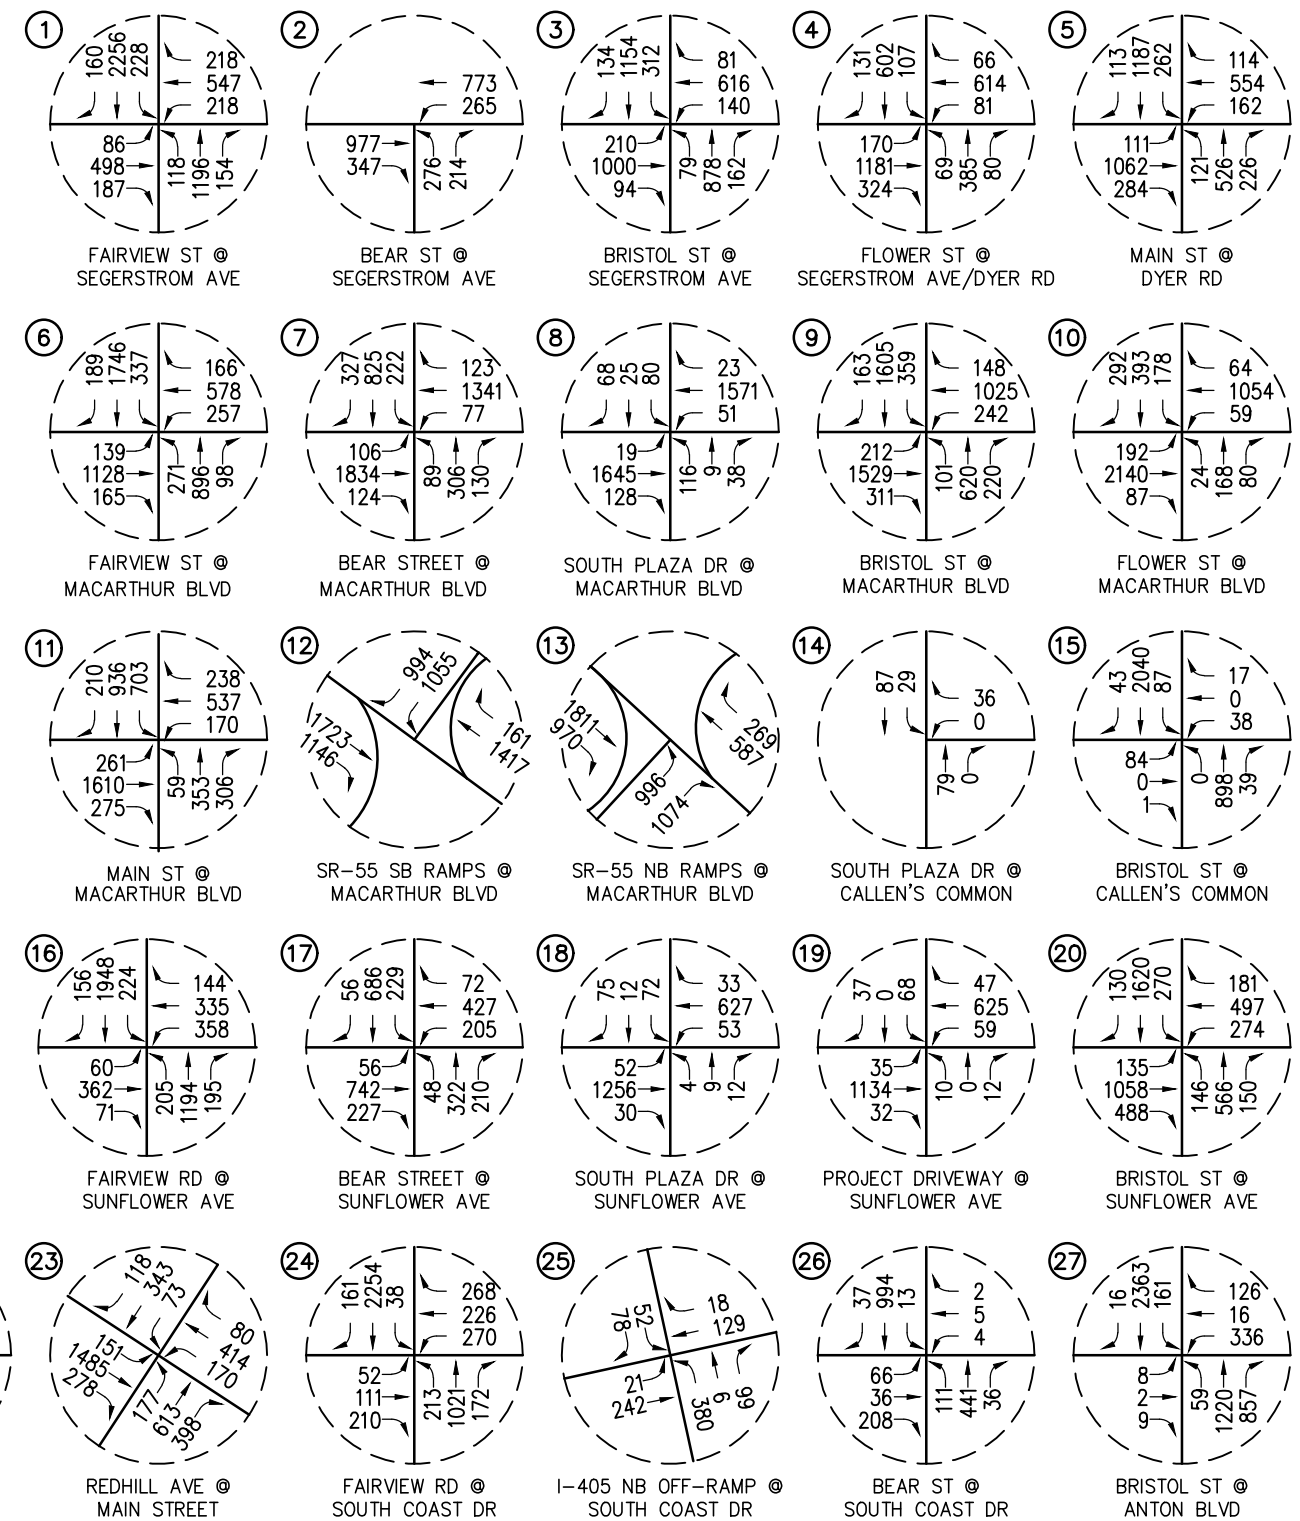 1
160 2256 228
218
547
218
86
498
187
118 1196 154
FAIRVIEW ST @
SEGERSTROM AVE
2
773
265
977
347
276 214
BEAR ST @
SEGERSTROM AVE
3
134 1154 312
81
616
140
210
1000
94
79 878 162
BRISTOL ST @
SEGERSTROM AVE
4
131 602 107
66
614
81
170
1181
324
69 385 80
FLOWER ST @
SEGERSTROM AVE/DYER RD
5
113 1187 262
114
554
162
111
1062
284
121 526 226
MAIN ST @
DYER RD
6
189 1746 337
166
578
257
139
1128
165
271 896 98
FAIRVIEW ST @
MACARTHUR BLVD
7
327 825 222
123
1341
77
106
1834
124
89 306 130
BEAR STREET @
MACARTHUR BLVD
8
68 25 80
23
1571
51
19
1645
128
116 9 38
SOUTH PLAZA DR @
MACARTHUR BLVD
9
163 1605 359
148
1025
242
212
1529
311
101 620 220
BRISTOL ST @
MACARTHUR BLVD
10
292 393 178
64
1054
59
192
2140
87
24 168 80
FLOWER ST @
MACARTHUR BLVD
11
210 936 703
238
537
170
261
1610
275
59 353 306
MAIN ST @
MACARTHUR BLVD
12
994
1055
1723
1146
161
1417
SR-55 SB RAMPS @
MACARTHUR BLVD
13
1811
970
269
587
996
1074
SR-55 NB RAMPS @
MACARTHUR BLVD
14
87 29
36
0
79 0
SOUTH PLAZA DR @
CALLEN'S COMMON
15
43 2040 87
17
0
38
84
0
1
0 898 39
BRISTOL ST @
CALLEN'S COMMON
16
156 1948 224
144
335
358
60
362
71
205 1194 195
FAIRVIEW RD @
SUNFLOWER AVE
17
56 686 229
72
427
205
56
742
227
48 322 210
BEAR STREET @
SUNFLOWER AVE
18
75 12 72
33
627
53
52
1256
30
4 9 12
SOUTH PLAZA DR @
SUNFLOWER AVE
19
37 0 68
47
625
59
35
1134
32
10 0 12
PROJECT DRIVEWAY @
SUNFLOWER AVE
20
130 1620 270
181
497
274
135
1058
488
146 566 150
BRISTOL ST @
SUNFLOWER AVE
23
118 343 73
80
414
170
151
1485
278
177 613 398
REDHILL AVE @
MAIN STREET
24
161 2254 38
268
226
270
52
111
210
213 1021 172
FAIRVIEW RD @
SOUTH COAST DR
25
78 52
18
129
21
242
380 6 99
I-405 NB OFF-RAMP @
SOUTH COAST DR
26
37 994 13
2
5
4
66
36
208
111 441 36
BEAR ST @
SOUTH COAST DR
27
16 2363 161
126
16
336
8
2
9
59 1220 857
BRISTOL ST @
ANTON BLVD